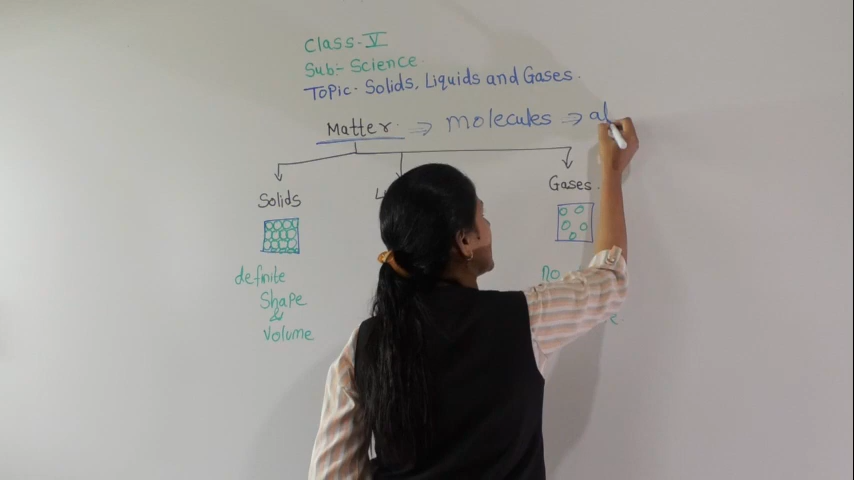 Class:- V
Sub:- Science.
Topic:- Solids, Liquids and Gases.
Matter. ⇒ molecules ⇒
Solids
Gases.
definite
Shape
&
Volume
no